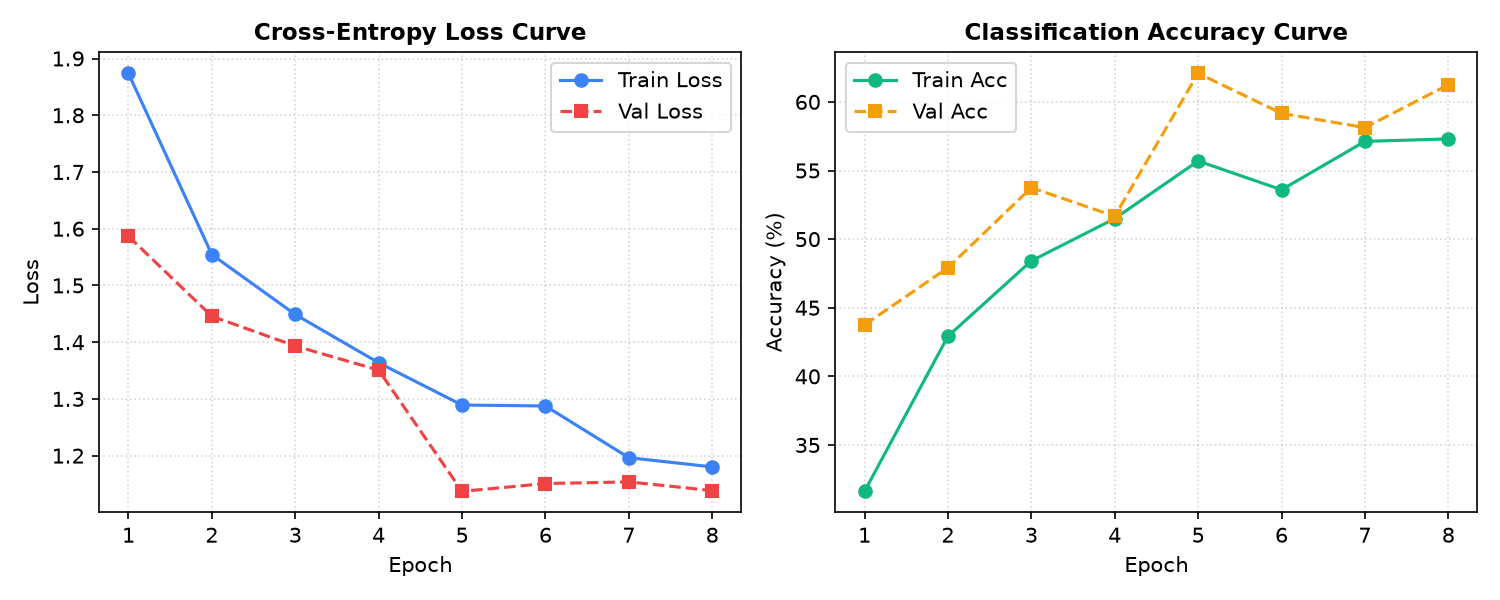 Cross-Entropy Loss Curve
1.9
1.8
1.7
1.6
1.5
1.4
1.3
1.2
Loss
Train Loss
Val Loss
1 2 3 4 5 6 7 8
Epoch
Classification Accuracy Curve
60
55
50
45
40
35
Accuracy (%)
Train Acc
Val Acc
1 2 3 4 5 6 7 8
Epoch